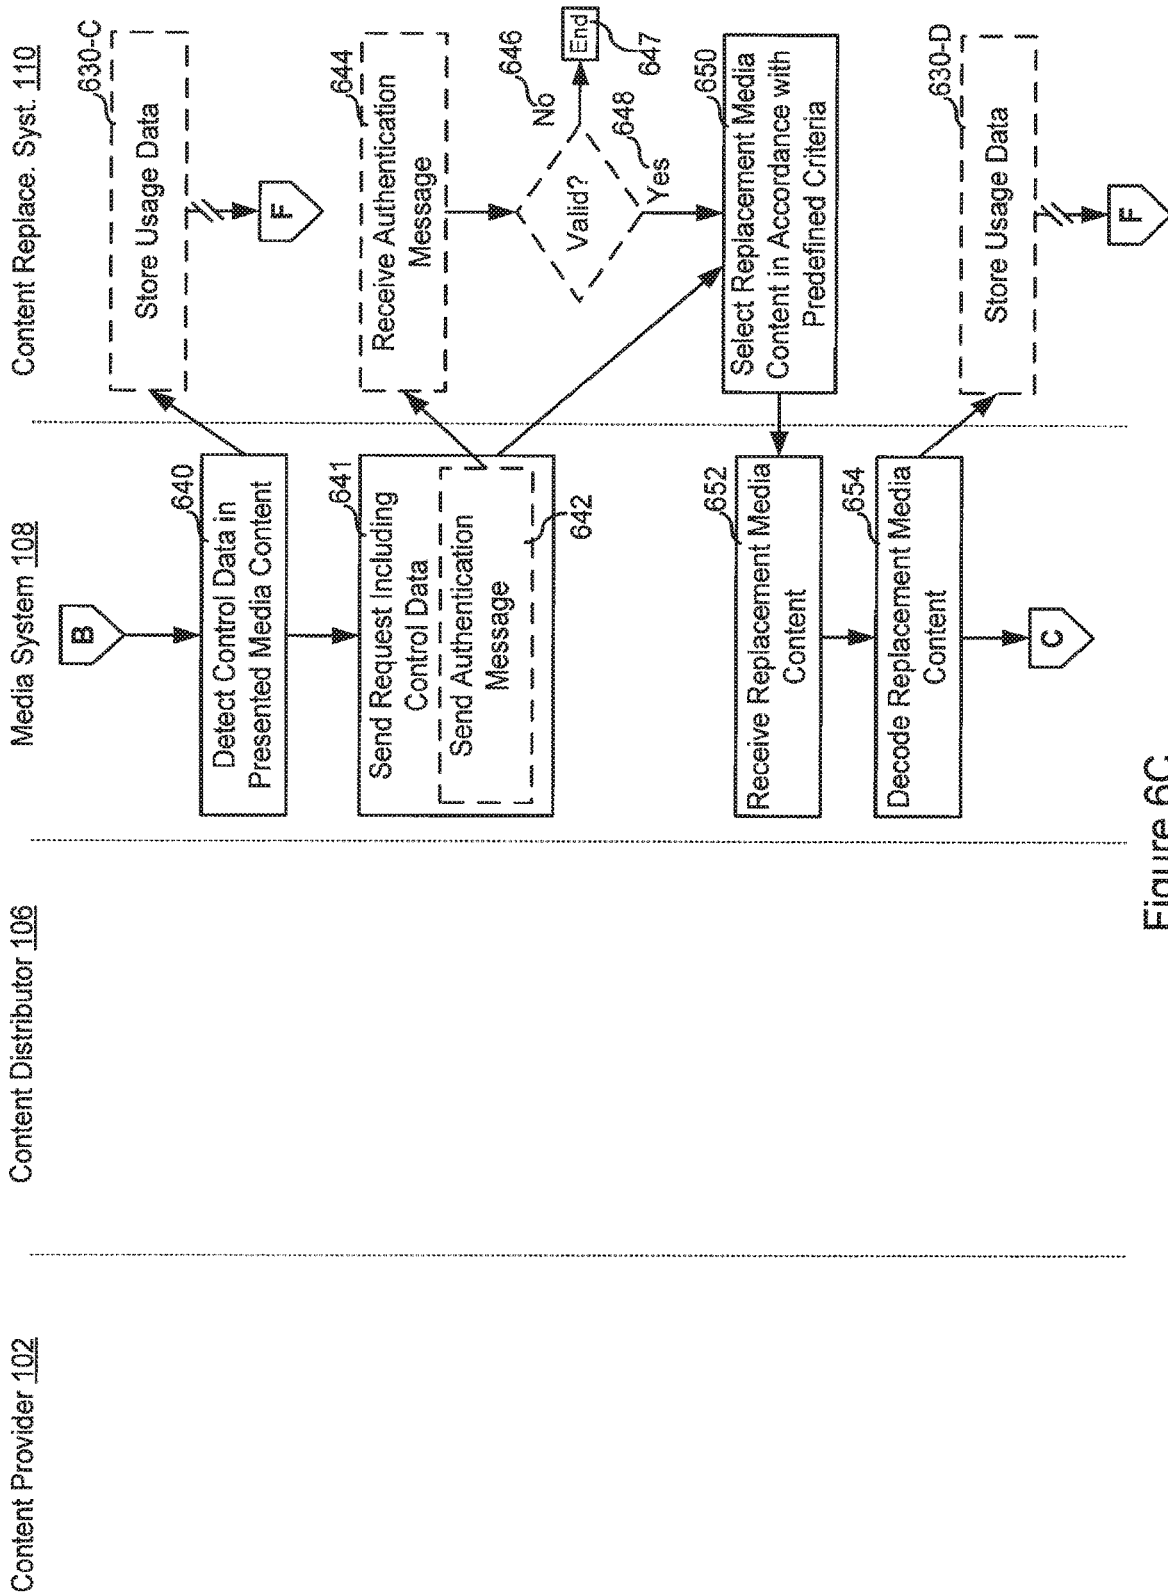 Content Provider 102
Content Distributor 106
Media System 108
Content Replace. Syst. 110
B
640
Detect Control Data in
Presented Media Content
630-C
Store Usage Data
F
641
Send Request Including
Control Data
Send Authentication
Message
642
644
Receive Authentication
Message
Valid?
No
646
End
647
Yes
648
650
Select Replacement Media
Content in Accordance with
Predefined Criteria
652
Receive Replacement Media
Content
654
Decode Replacement Media
Content
C
630-D
Store Usage Data
F
Figure 6C